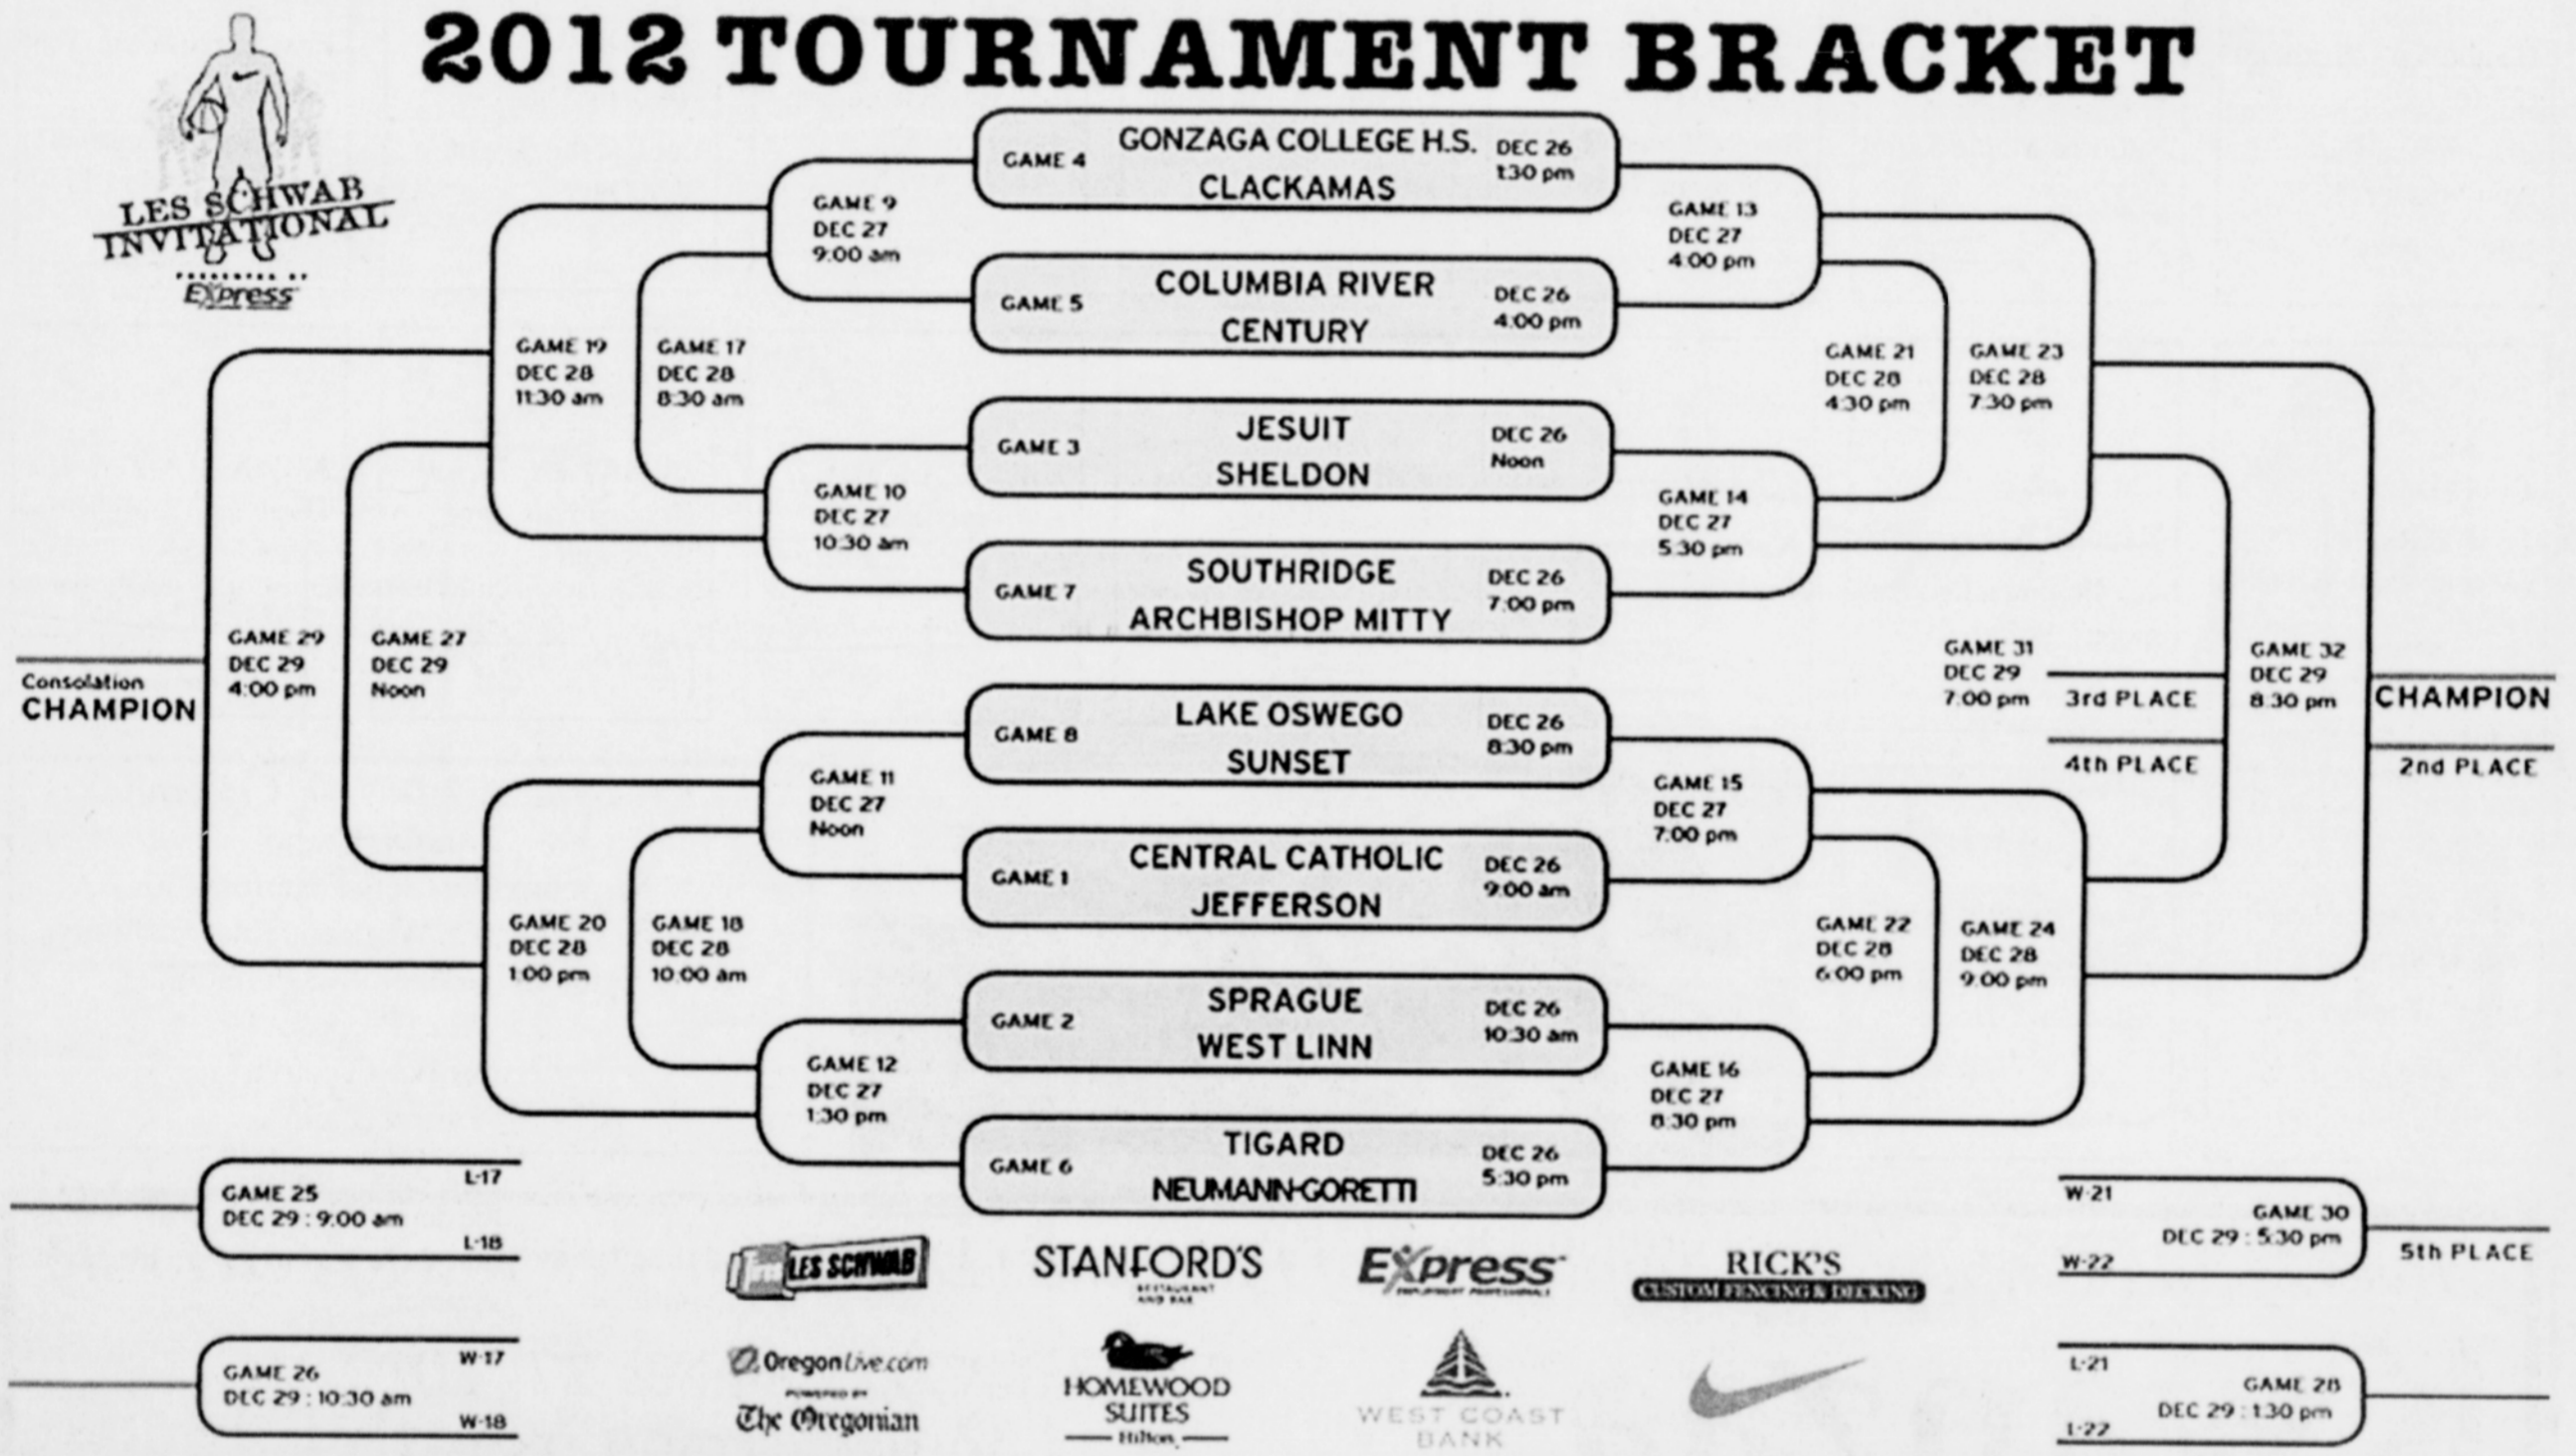 2012 TOURNAMENT BRACKET
LES SCHWAB
INVITATIONAL
PRESENTED BY
Express
GAME 4
GONZAGA COLLEGE H.S.
CLACKAMAS
DEC 26
1:30 pm
GAME 5
COLUMBIA RIVER
CENTURY
DEC 26
4:00 pm
GAME 3
JESUIT
SHELDON
DEC 26
Noon
GAME 7
SOUTHRIDGE
ARCHBISHOP MITTY
DEC 26
7:00 pm
GAME 8
LAKE OSWEGO
SUNSET
DEC 26
8:30 pm
GAME 1
CENTRAL CATHOLIC
JEFFERSON
DEC 26
9:00 am
GAME 2
SPRAGUE
WEST LINN
DEC 26
10:30 am
GAME 6
TIGARD
NEUMANN-GORETTI
DEC 26
5:30 pm
GAME 9
DEC 27
9:00 am
GAME 10
DEC 27
10:30 am
GAME 11
DEC 27
Noon
GAME 12
DEC 27
1:30 pm
GAME 19
DEC 28
11:30 am
GAME 17
DEC 28
8:30 am
GAME 20
DEC 28
1:00 pm
GAME 18
DEC 28
10:00 am
GAME 29
DEC 29
4:00 pm
GAME 27
DEC 29
Noon
Consolation
CHAMPION
GAME 13
DEC 27
4:00 pm
GAME 14
DEC 27
5:30 pm
GAME 15
DEC 27
7:00 pm
GAME 16
DEC 27
8:30 pm
GAME 21
DEC 28
4:30 pm
GAME 23
DEC 28
7:30 pm
GAME 22
DEC 28
6:00 pm
GAME 24
DEC 28
9:00 pm
GAME 31
DEC 29
7:00 pm
3rd PLACE
4th PLACE
GAME 32
DEC 29
8:30 pm
CHAMPION
2nd PLACE
L-17
GAME 25
DEC 29 : 9:00 am
L-18
W-17
GAME 26
DEC 29 : 10:30 am
W-18
W-21
GAME 30
DEC 29 : 5:30 pm
W-22
5th PLACE
L-21
GAME 28
DEC 29 : 1:30 pm
L-22
LES SCHWAB
STANFORD'S
RESTAURANT
AND BAR
Express
EMPLOYMENT PROFESSIONALS
RICK'S
CUSTOM FENCING & DECKING
OregonLive.com
POWERED BY
The Oregonian
HOMEWOOD
SUITES
Hilton
WEST COAST
BANK